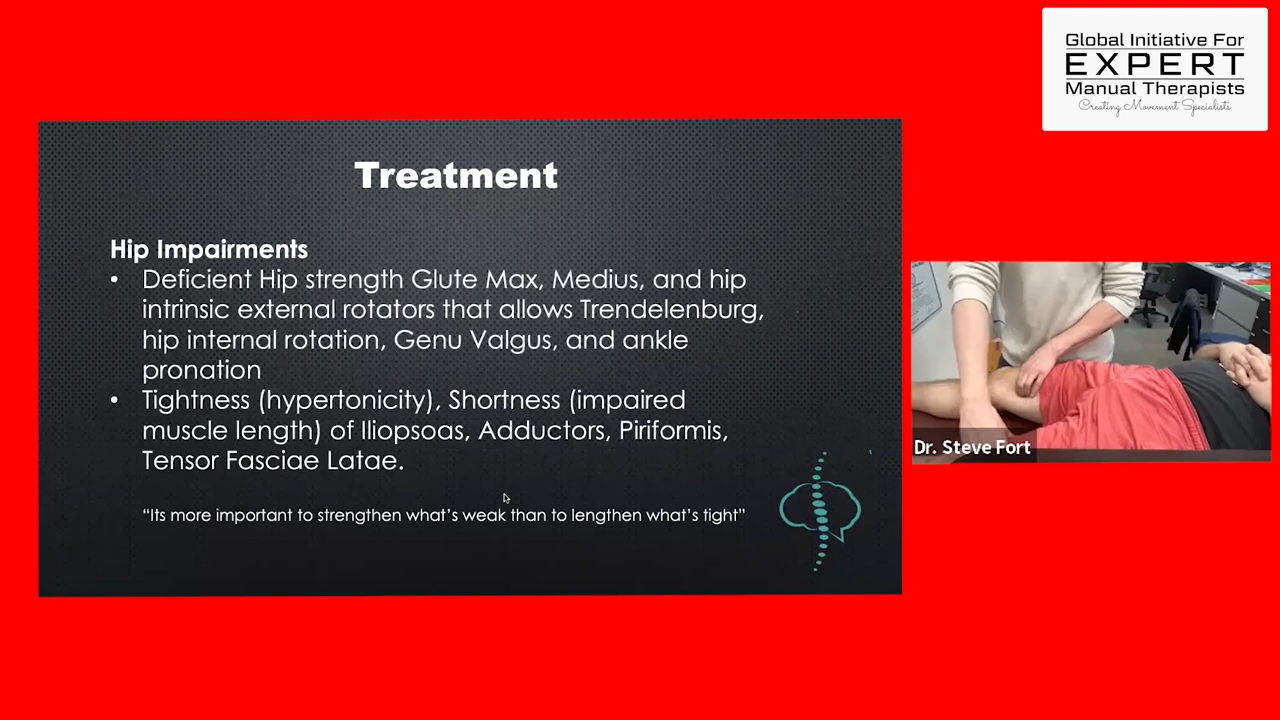 Global Initiative For
EXPERT
Manual Therapists
Creating Movement Specialists
Treatment
Hip Impairments
• Deficient Hip strength Glute Max, Medius, and hip
intrinsic external rotators that allows Trendelenburg,
hip internal rotation, Genu Valgus, and ankle
pronation
• Tightness (hypertonicity), Shortness (impaired
muscle length) of Iliopsoas, Adductors, Piriformis,
Tensor Fasciae Latae.
“Its more important to strengthen what’s weak than to lengthen what’s tight”
Dr. Steve Fort